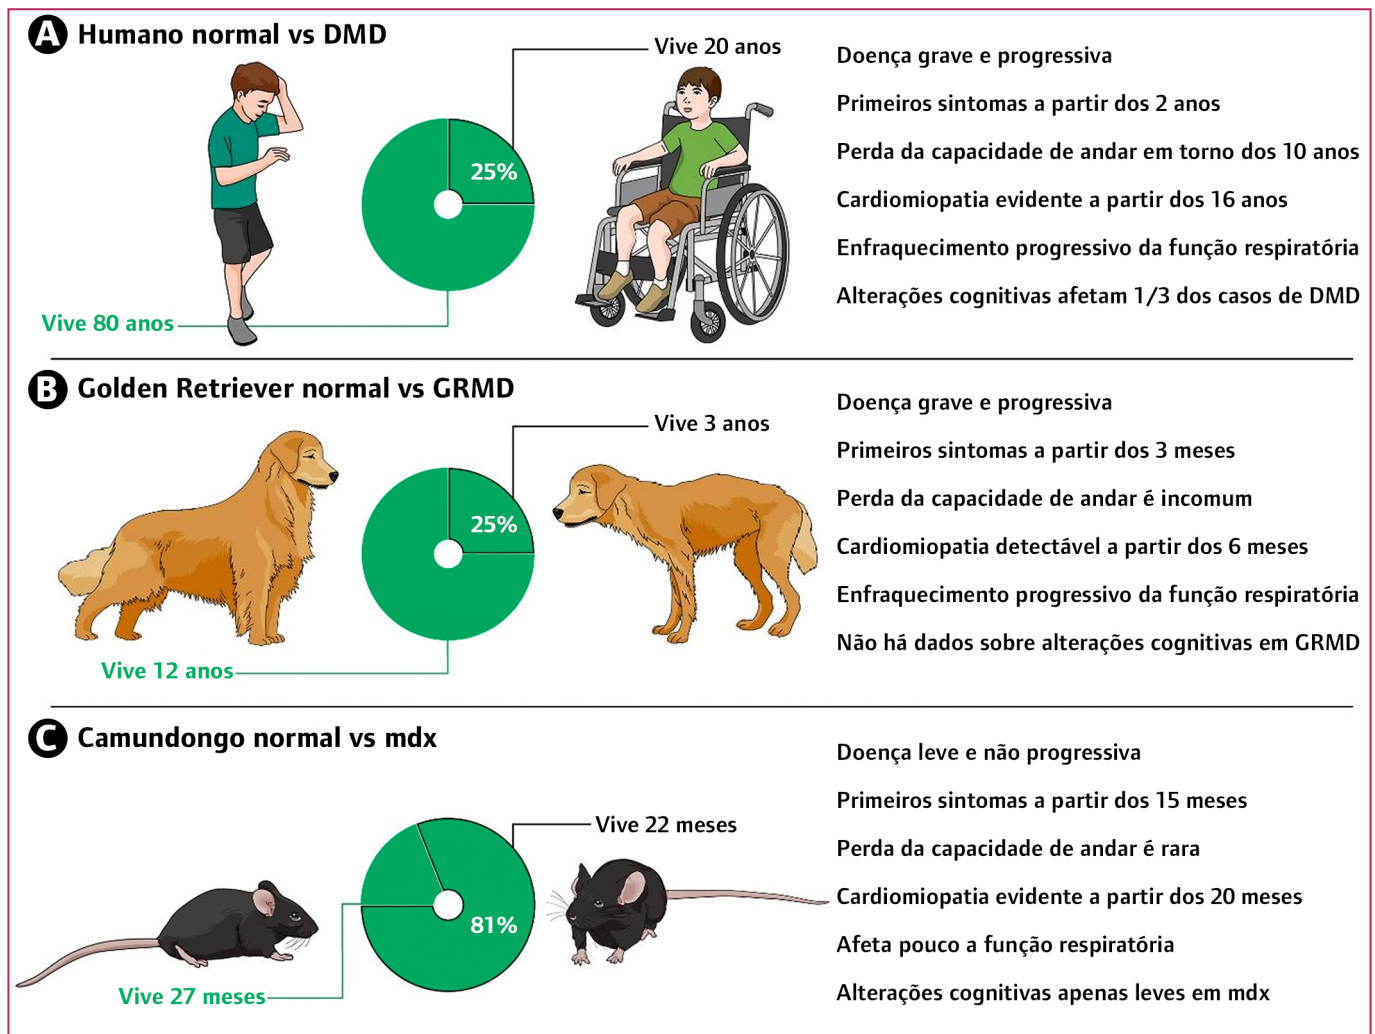 A Humano normal vs DMD
Vive 20 anos
25%
Vive 80 anos
Doença grave e progressiva
Primeiros sintomas a partir dos 2 anos
Perda da capacidade de andar em torno dos 10 anos
Cardiomiopatia evidente a partir dos 16 anos
Enfraquecimento progressivo da função respiratória
Alterações cognitivas afetam 1/3 dos casos de DMD
B Golden Retriever normal vs GRMD
Vive 3 anos
25%
Vive 12 anos
Doença grave e progressiva
Primeiros sintomas a partir dos 3 meses
Perda da capacidade de andar é incomum
Cardiomiopatia detectável a partir dos 6 meses
Enfraquecimento progressivo da função respiratória
Não há dados sobre alterações cognitivas em GRMD
C Camundongo normal vs mdx
Vive 22 meses
81%
Vive 27 meses
Doença leve e não progressiva
Primeiros sintomas a partir dos 15 meses
Perda da capacidade de andar é rara
Cardiomiopatia evidente a partir dos 20 meses
Afeta pouco a função respiratória
Alterações cognitivas apenas leves em mdx